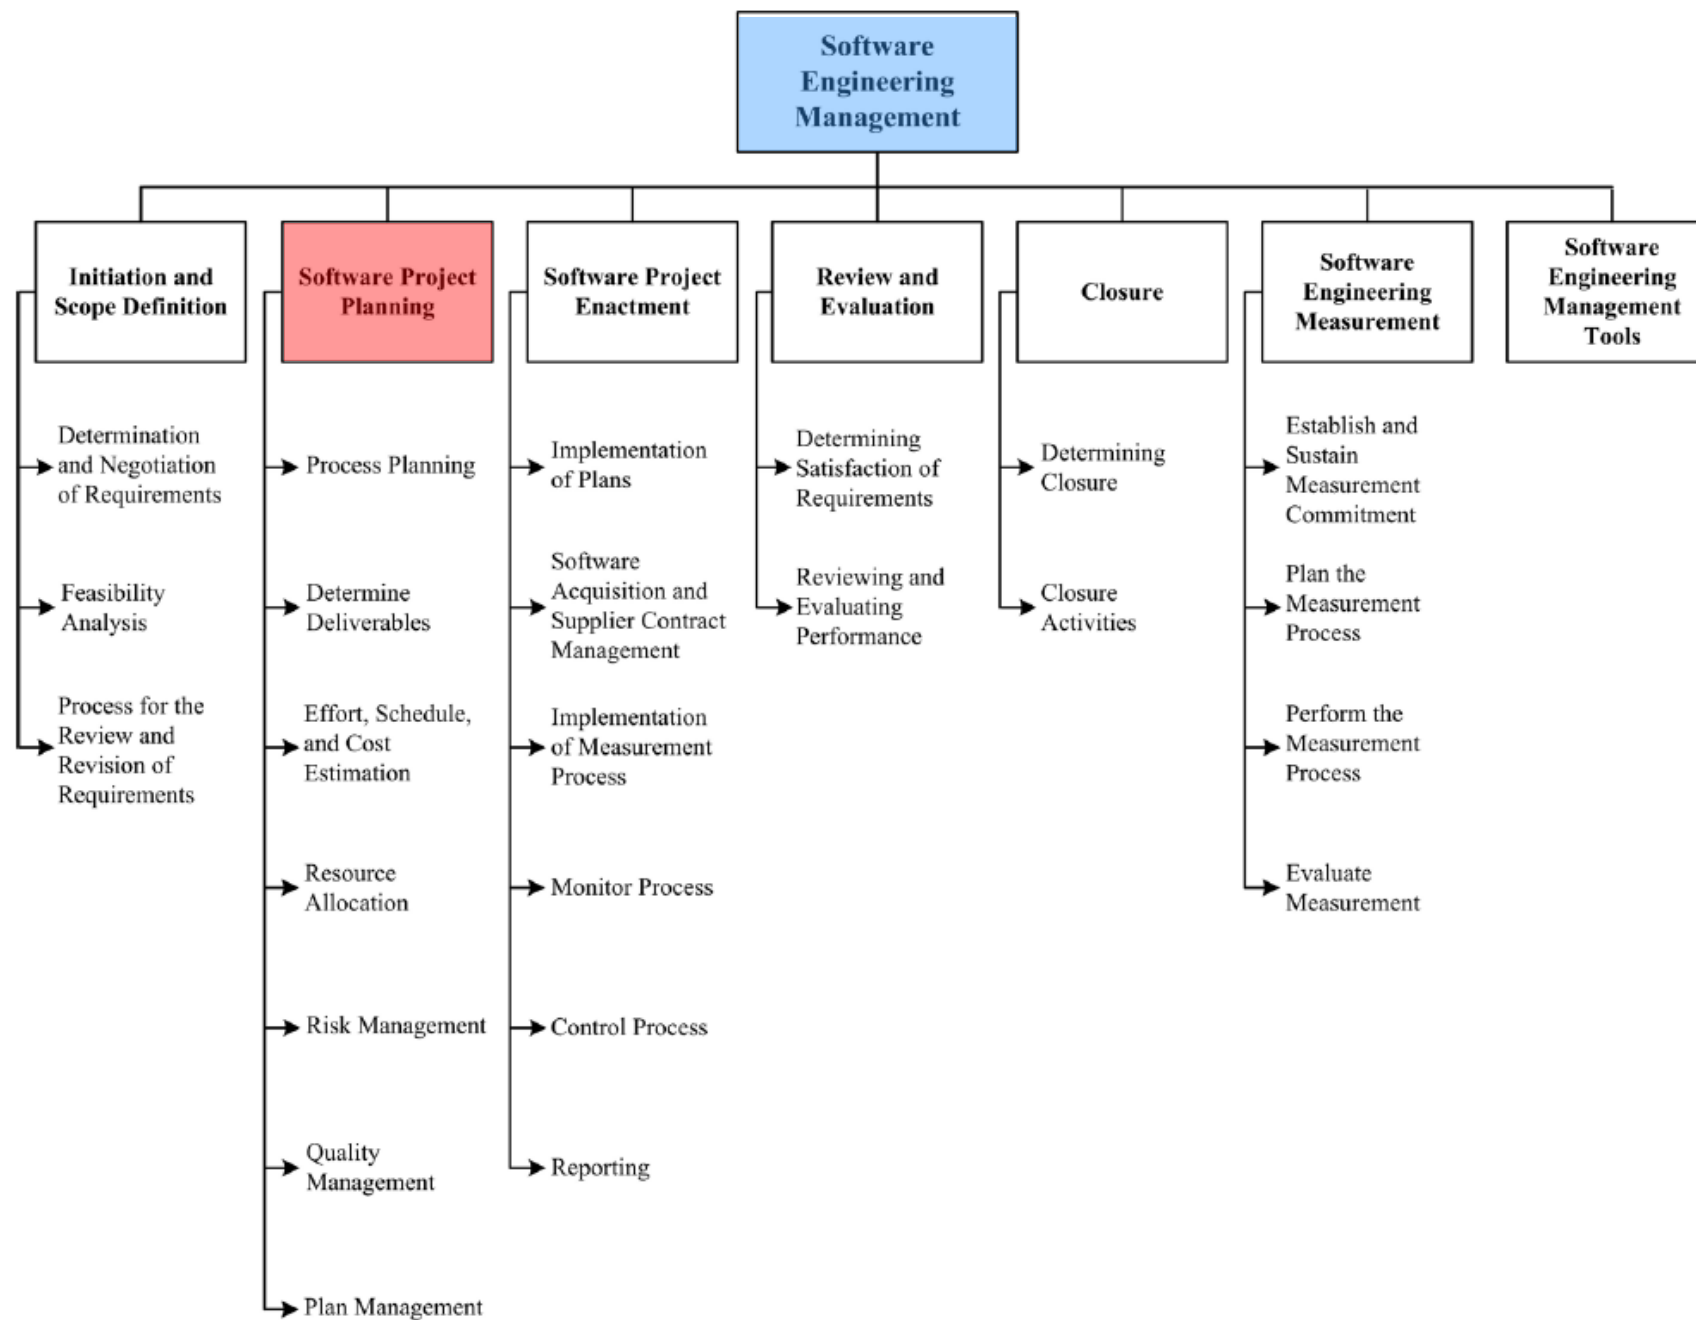 Software
Engineering
Management
Initiation and
Scope Definition
Software Project
Planning
Software Project
Enactment
Review and
Evaluation
Closure
Software
Engineering
Measurement
Software
Engineering
Management
Tools
Determination
and Negotiation
of Requirements
Feasibility
Analysis
Process for the
Review and
Revision of
Requirements
Process Planning
Determine
Deliverables
Effort, Schedule,
and Cost
Estimation
Resource
Allocation
Risk Management
Quality
Management
Plan Management
Implementation
of Plans
Software
Acquisition and
Supplier Contract
Management
Implementation
of Measurement
Process
Monitor Process
Control Process
Reporting
Determining
Satisfaction of
Requirements
Reviewing and
Evaluating
Performance
Determining
Closure
Closure
Activities
Establish and
Sustain
Measurement
Commitment
Plan the
Measurement
Process
Perform the
Measurement
Process
Evaluate
Measurement